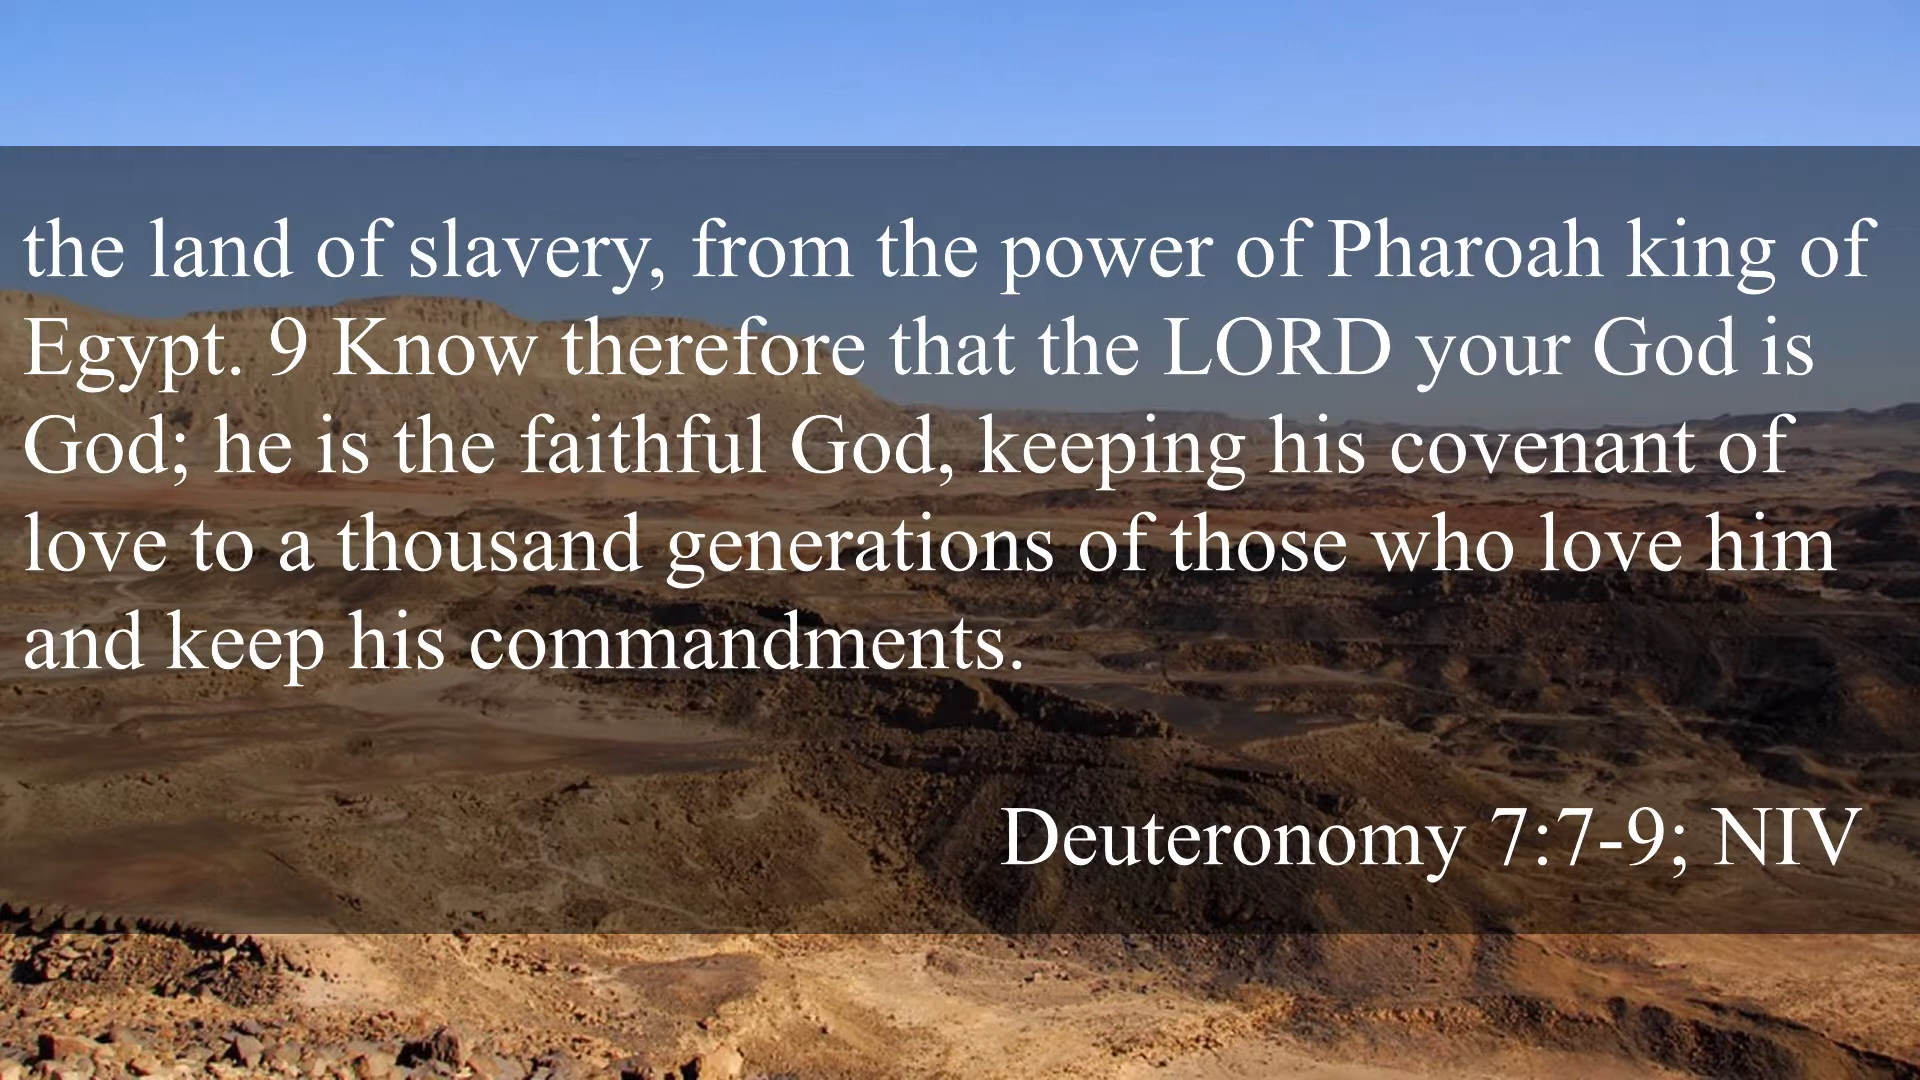 the land of slavery, from the power of Pharoah king of
Egypt. 9 Know therefore that the LORD your God is
God; he is the faithful God, keeping his covenant of
love to a thousand generations of those who love him
and keep his commandments.
Deuteronomy 7:7-9; NIV